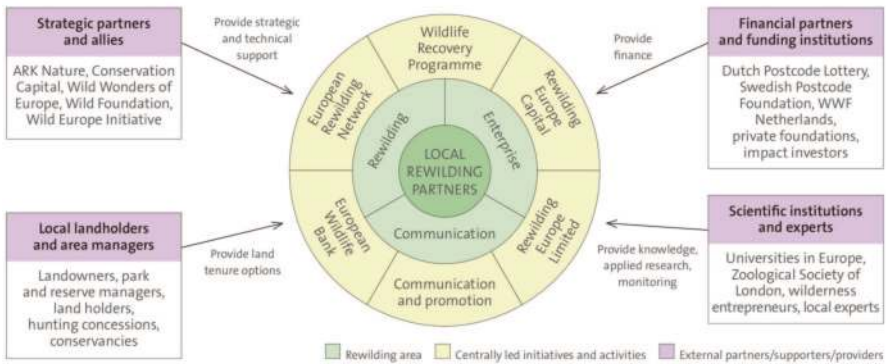 Strategic partners
and allies
ARK Nature, Conservation
Capital, Wild Wonders of
Europe, Wild Foundation,
Wild Europe Initiative
Provide strategic
and technical
support
Wildlife
Recovery
Programme
European
Rewilding
Network
Rewilding
Europe
Capital
Rewilding
Enterprise
LOCAL
REWILDING
PARTNERS
Communication
European
Wildlife
Bank
Rewilding
Europe
Limited
Communication
and promotion
Provide
finance
Financial partners
and funding institutions
Dutch Postcode Lottery,
Swedish Postcode
Foundation, WWF
Netherlands,
private foundations,
impact investors
Local landholders
and area managers
Landowners, park
and reserve managers,
land holders,
hunting concessions,
conservancies
Provide land
tenure options
Provide knowledge,
applied research,
monitoring
Scientific institutions
and experts
Universities in Europe,
Zoological Society of
London, wilderness
entrepreneurs, local experts
Rewilding area
Centrally led initiatives and activities
External partners/supporters/providers